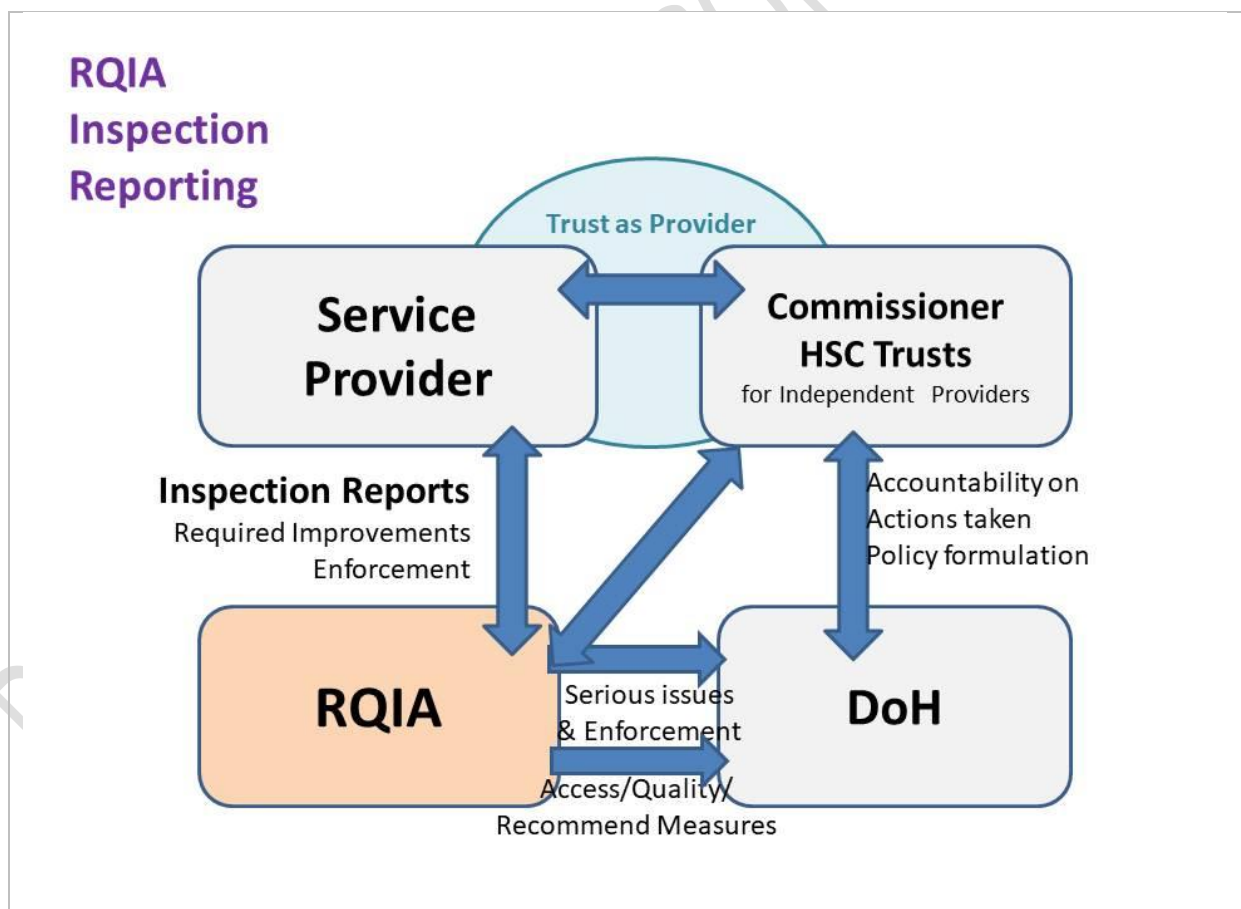 RQIA
Inspection
Reporting
Trust as Provider
Service
Provider
Commissioner
HSC Trusts
for Independent Providers
Inspection Reports
Required Improvements
Enforcement
Accountability on
Actions taken
Policy formulation
RQIA
Serious issues
& Enforcement
Access/Quality/
Recommend Measures
DoH